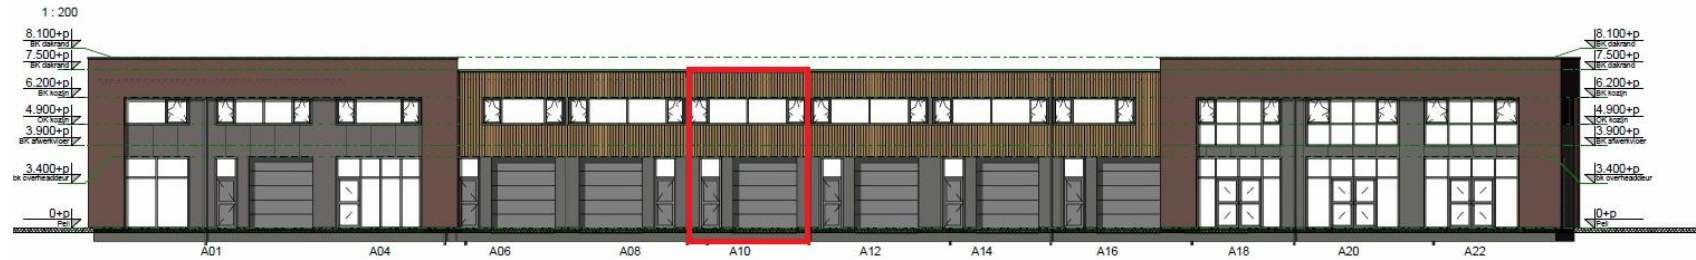 1 : 200
8.100+p
BK dakrand
7.500+p
BK dakrand
6.200+p
BK kozijn
4.900+p
OK kozijn
3.900+p
BK afwerkvloer
3.400+p
bk overheaddeur
0+p
Peil
8.100+p
BK dakrand
7.500+p
BK dakrand
6.200+p
BK kozijn
4.900+p
OK kozijn
3.900+p
BK afwerkvloer
3.400+p
bk overheaddeur
0+p
Peil
A01 A04 A06 A08 A10 A12 A14 A16 A18 A20 A22